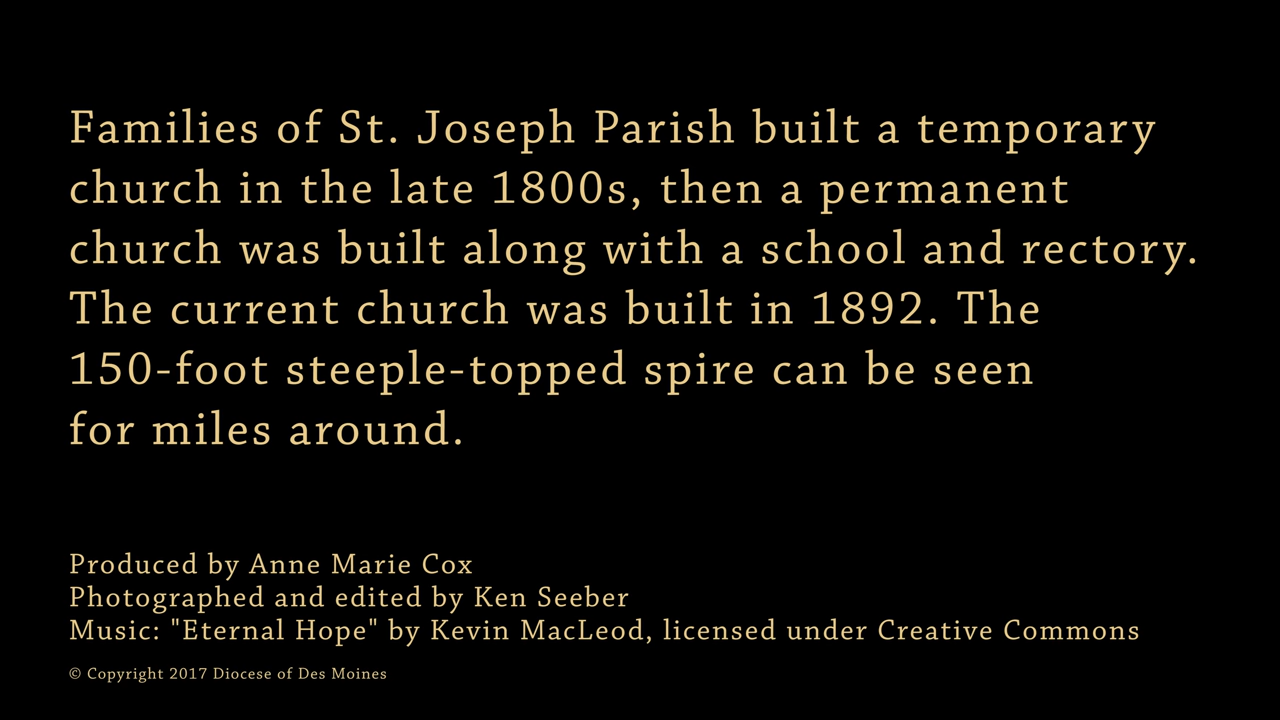 Families of St. Joseph Parish built a temporary
church in the late 1800s, then a permanent
church was built along with a school and rectory.
The current church was built in 1892. The
150-foot steeple-topped spire can be seen
for miles around.
Produced by Anne Marie Cox
Photographed and edited by Ken Seeber
Music: "Eternal Hope" by Kevin MacLeod, licensed under Creative Commons
© Copyright 2017 Diocese of Des Moines